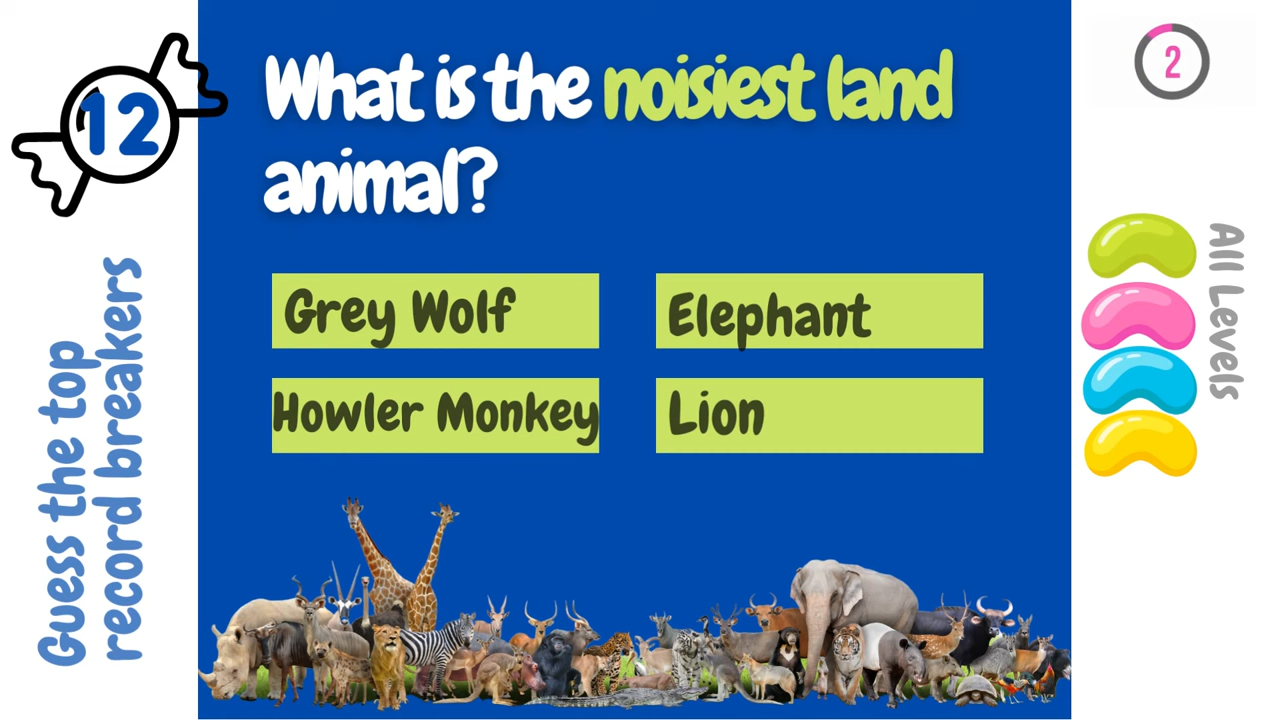 12
Guess the top
record breakers
What is the noisiest land
animal?
Grey Wolf
Elephant
Howler Monkey
Lion
2
All Levels